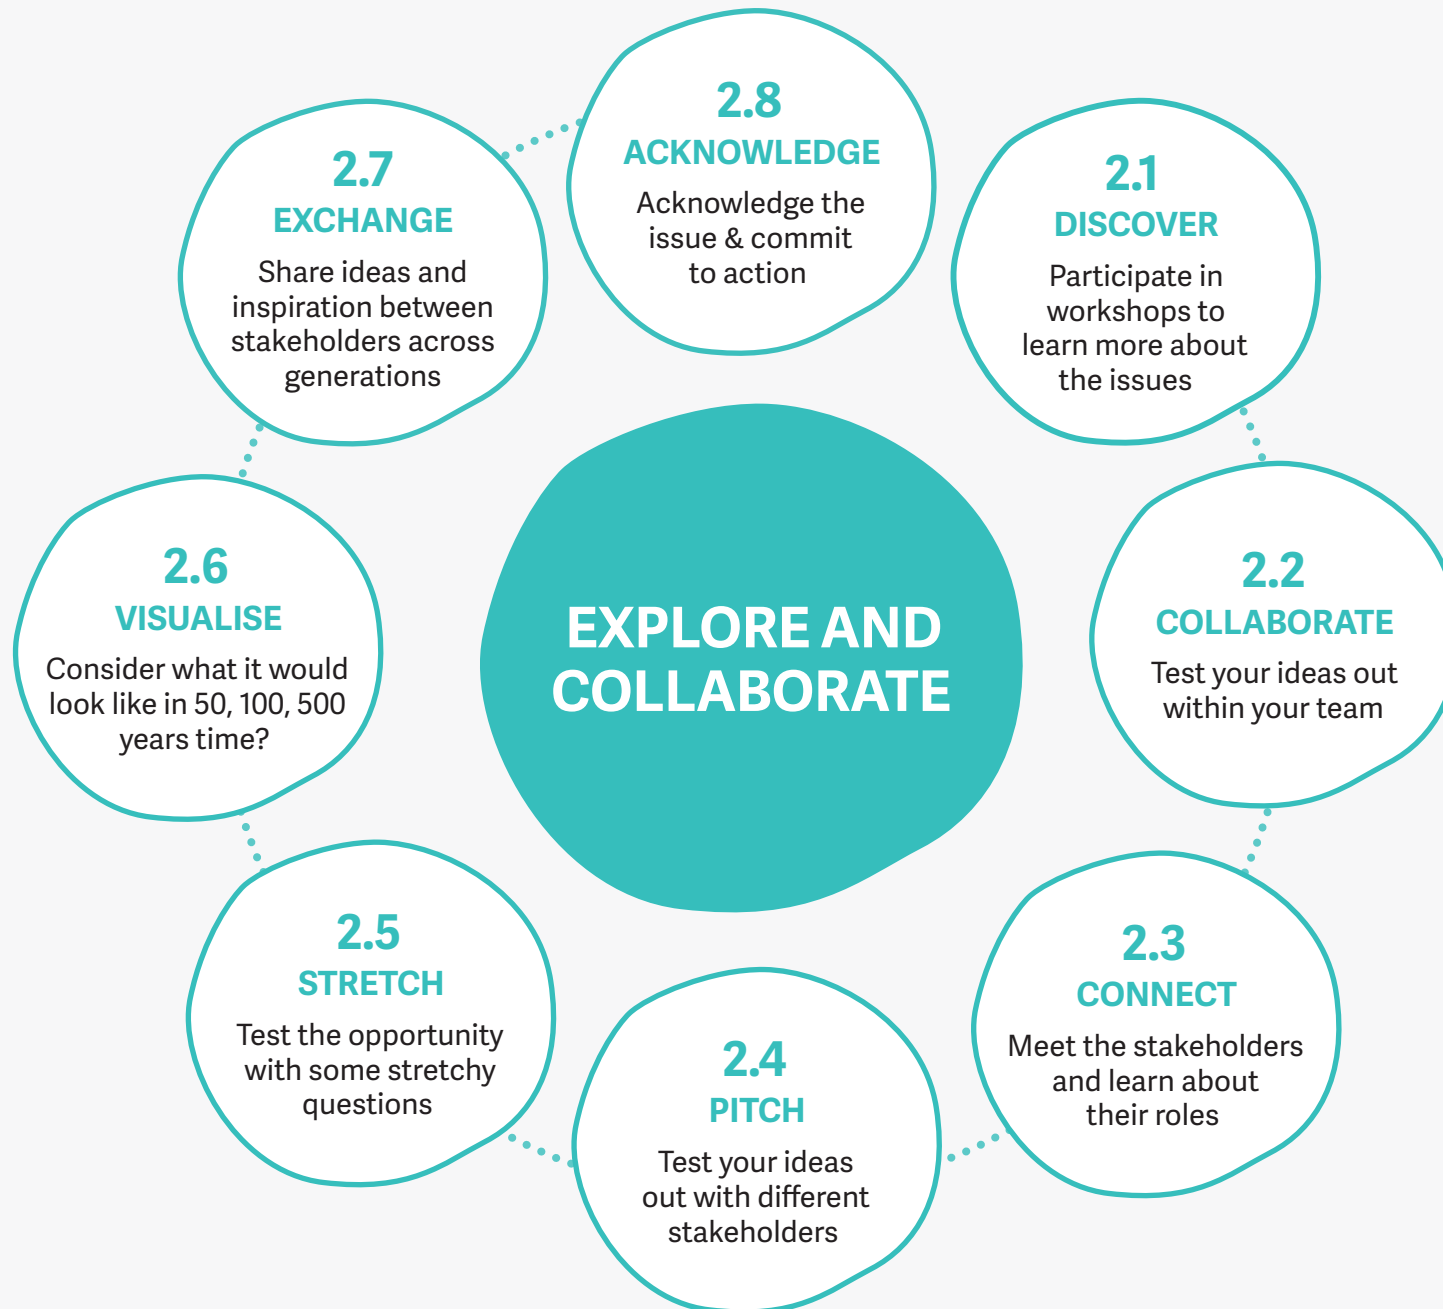 EXPLORE AND
COLLABORATE
2.1
DISCOVER
Participate in
workshops to
learn more about
the issues
2.2
COLLABORATE
Test your ideas out
within your team
2.3
CONNECT
Meet the stakeholders
and learn about
their roles
2.4
PITCH
Test your ideas
out with different
stakeholders
2.5
STRETCH
Test the opportunity
with some stretchy
questions
2.6
VISUALISE
Consider what it would
look like in 50, 100, 500
years time?
2.7
EXCHANGE
Share ideas and
inspiration between
stakeholders across
generations
2.8
ACKNOWLEDGE
Acknowledge the
issue & commit
to action